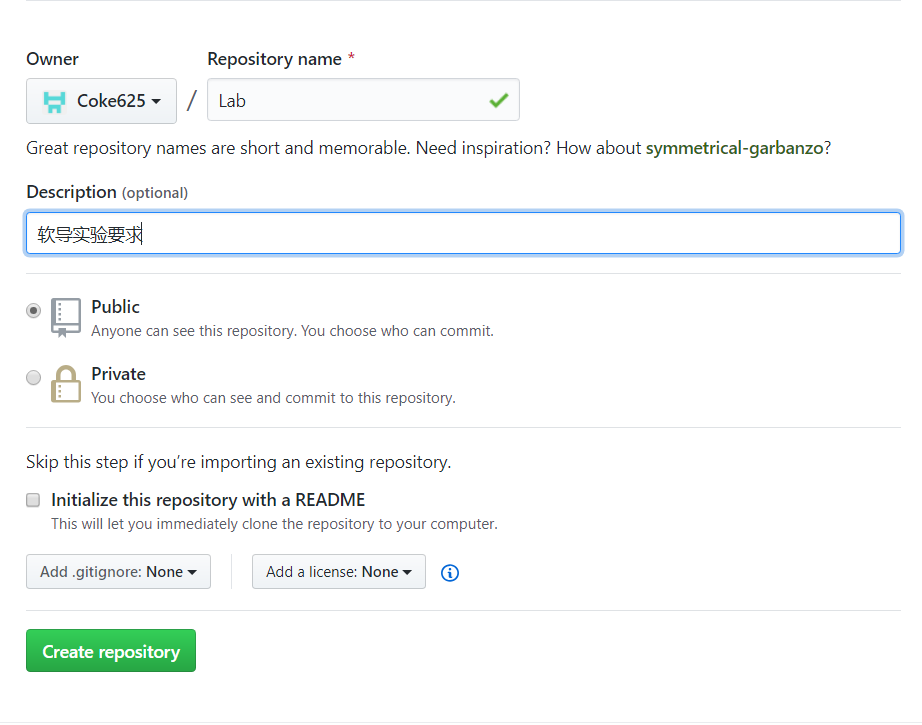 Owner
Repository name *
Coke625 / Lab
Great repository names are short and memorable. Need inspiration? How about symmetrical-garbanzo?
Description (optional)
软导实验要求
Public
Anyone can see this repository. You choose who can commit.
Private
You choose who can see and commit to this repository.
Skip this step if you’re importing an existing repository.
Initialize this repository with a README
This will let you immediately clone the repository to your computer.
Add .gitignore: None
Add a license: None
Create repository